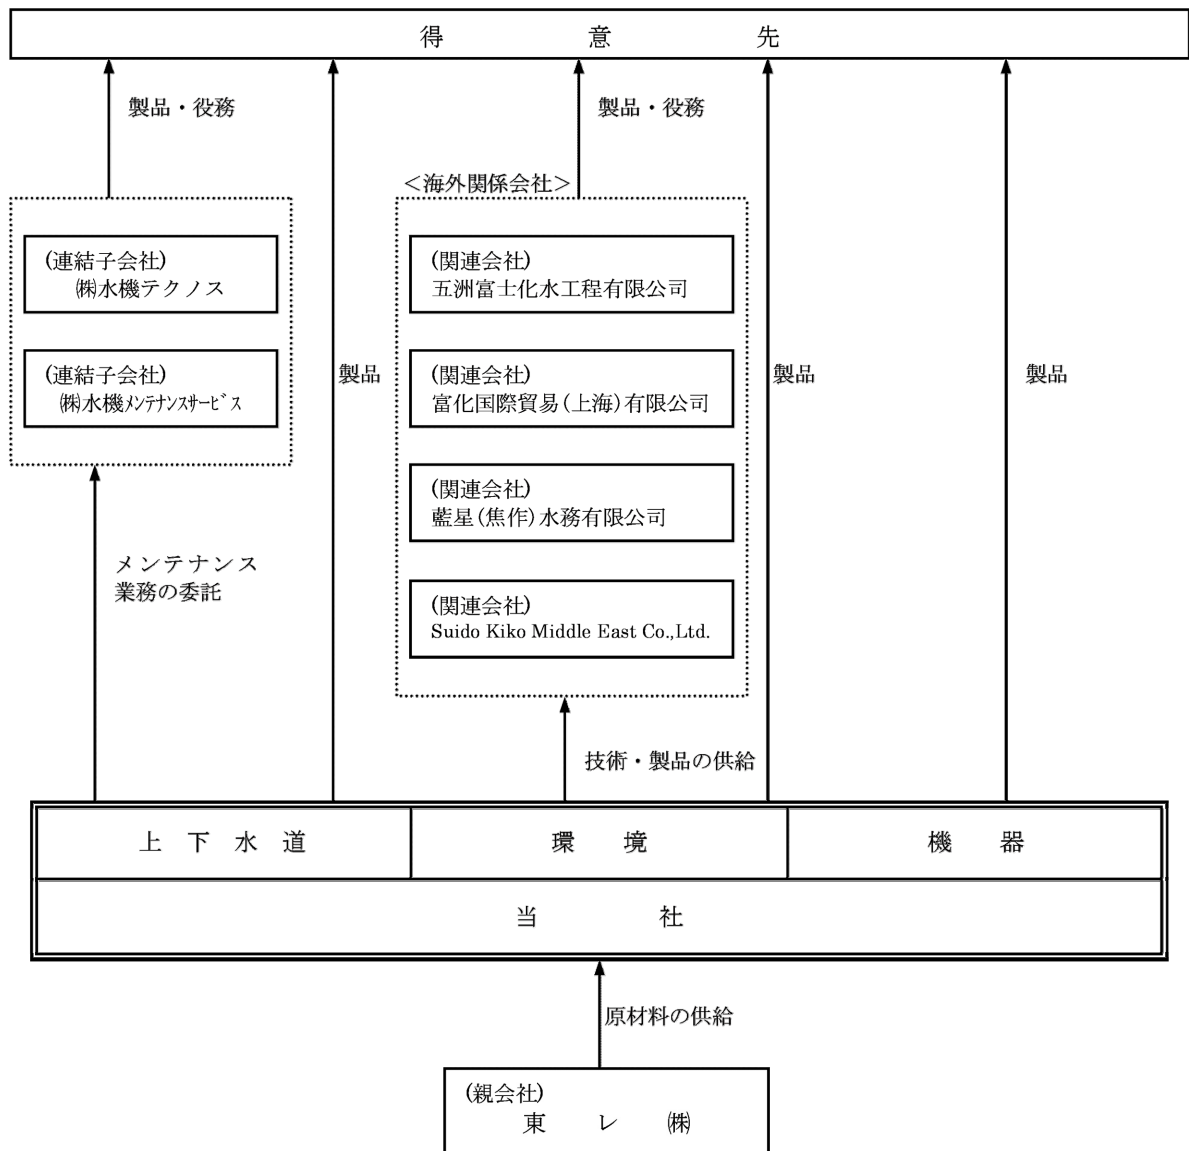 得意先
製品・役務
製品・役務
＜海外関係会社＞
(連結子会社)
㈱水機テクノス
(連結子会社)
㈱水機ﾒﾝﾃﾅﾝｽｻｰﾋﾞｽ
製品
(関連会社)
五洲富士化水工程有限公司
(関連会社)
富化国際貿易(上海)有限公司
(関連会社)
藍星(焦作)水務有限公司
(関連会社)
Suido Kiko Middle East Co.,Ltd.
製品
製品
メンテナンス
業務の委託
技術・製品の供給
上下水道
環境
機器
当社
原材料の供給
(親会社)
東レ㈱